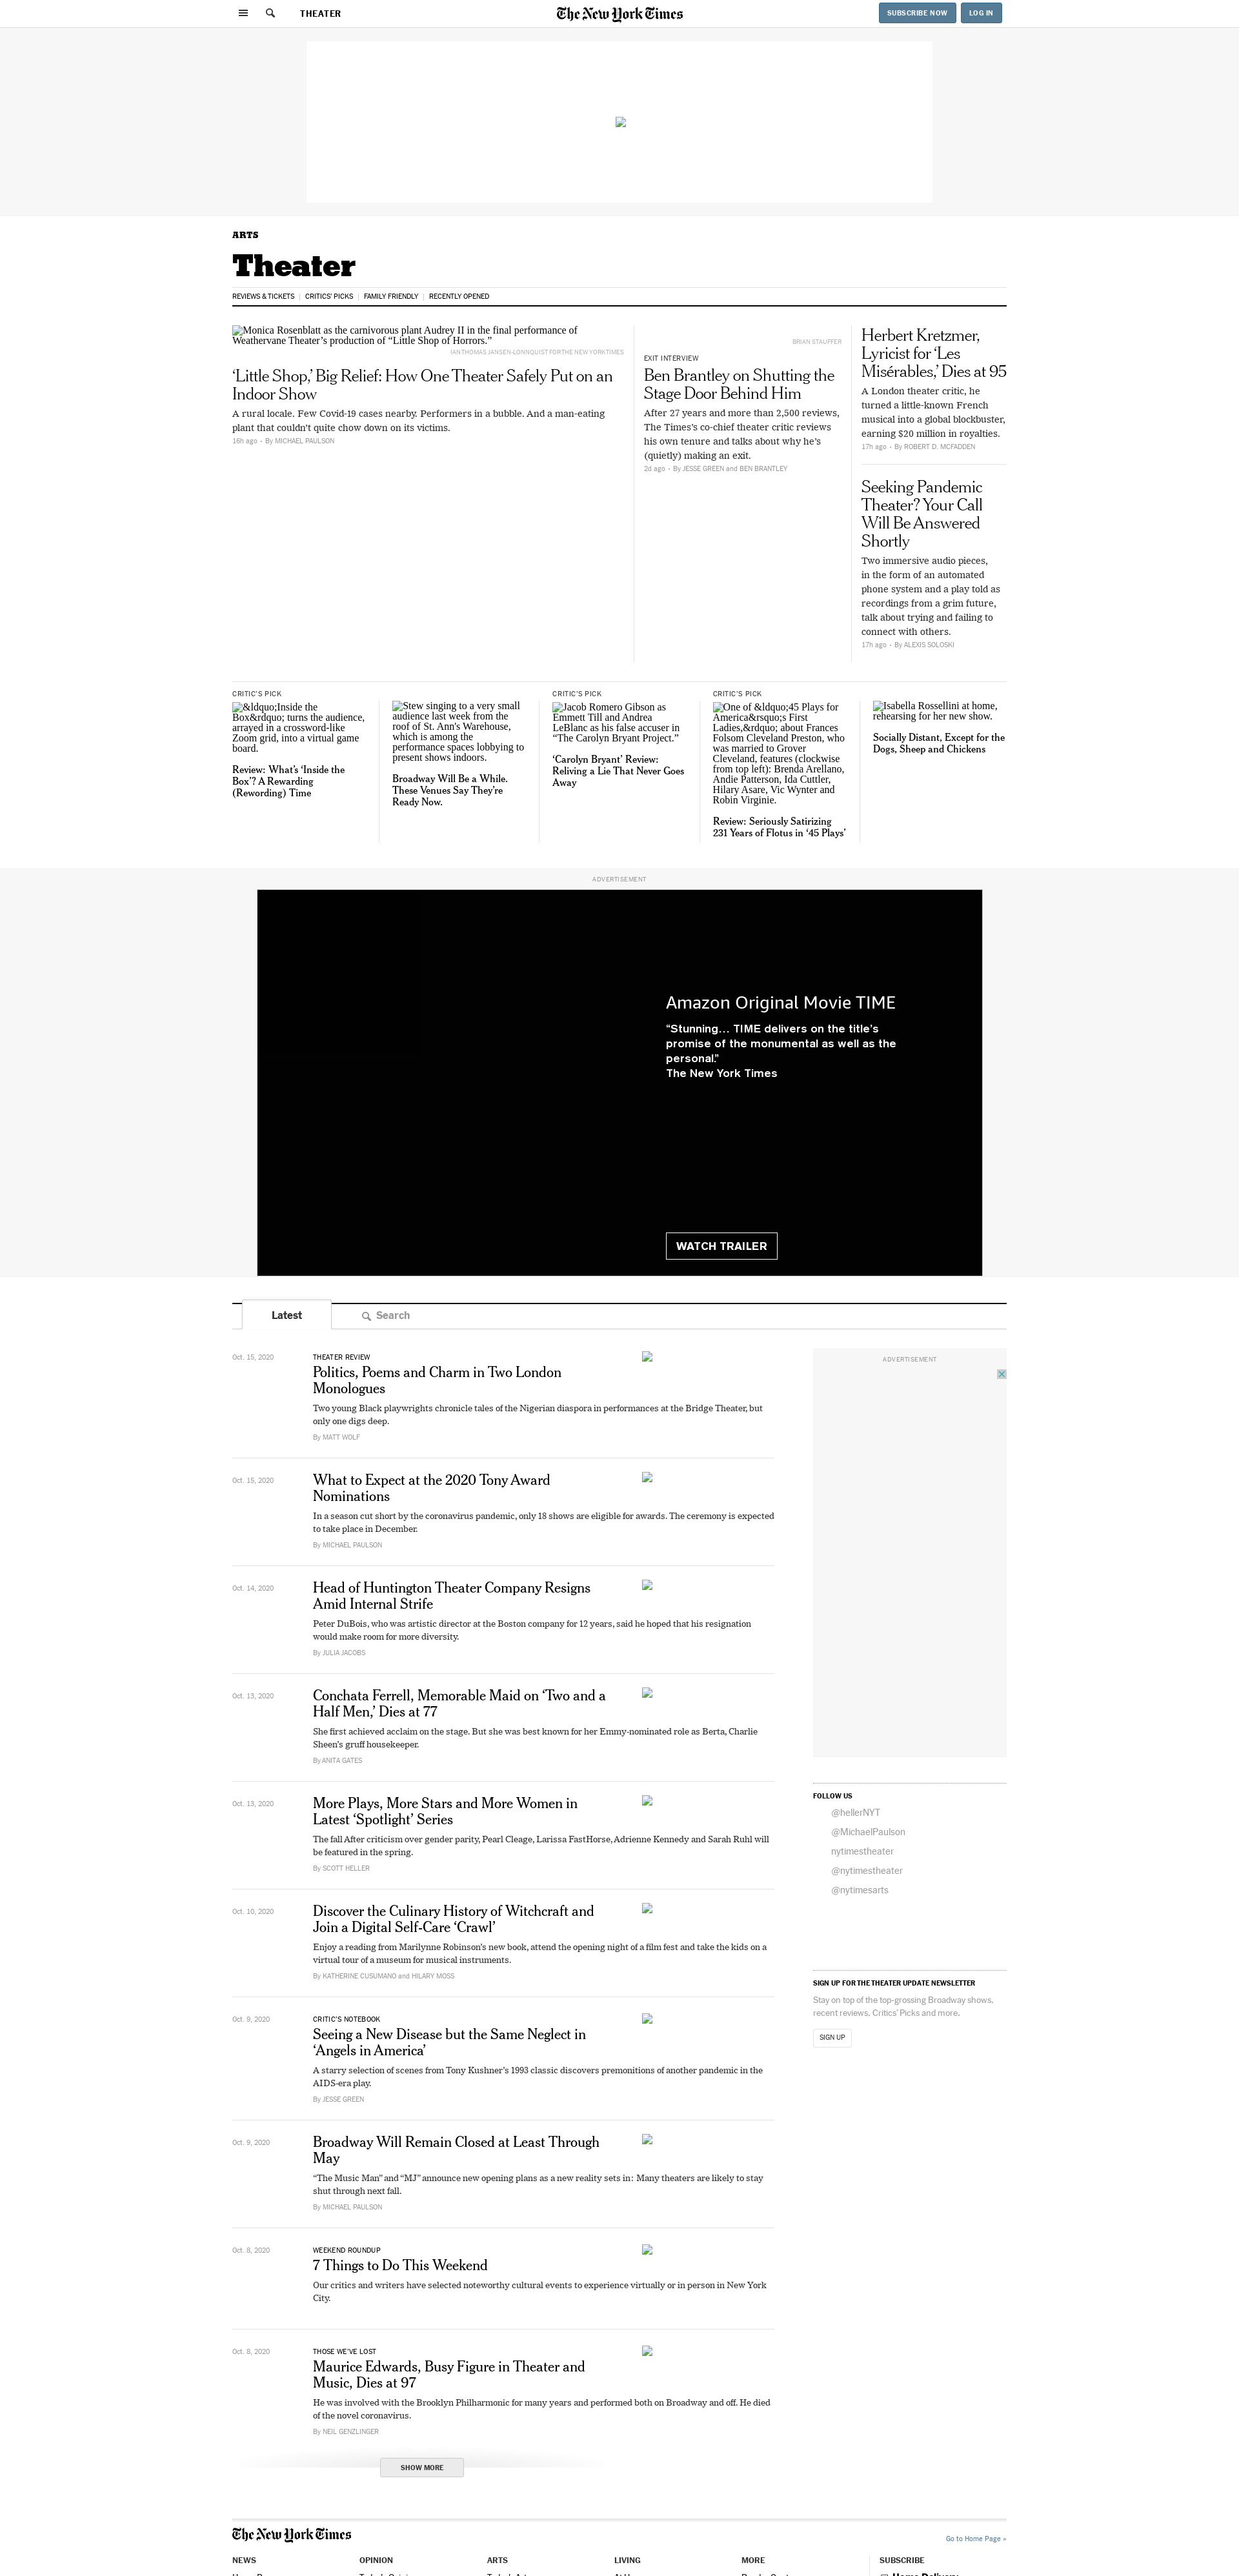 THEATER
The New York Times
SUBSCRIBE NOW
LOG IN
ARTS
Theater
REVIEWS & TICKETS
CRITICS' PICKS
FAMILY FRIENDLY
RECENTLY OPENED
Monica Rosenblatt as the carnivorous plant Audrey II in the final performance of
Weathervane Theater's production of “Little Shop of Horrors.”
IAN THOMAS JANSEN-LONNQUIST FOR THE NEW YORK TIMES
‘Little Shop,’ Big Relief: How One Theater Safely Put on an
Indoor Show
A rural locale. Few Covid-19 cases nearby. Performers in a bubble. And a man-eating
plant that couldn't quite chow down on its victims.
16h ago • By MICHAEL PAULSON
BRIAN STAUFFER
EXIT INTERVIEW
Ben Brantley on Shutting the
Stage Door Behind Him
After 27 years and more than 2,500 reviews,
The Times's co-chief theater critic reviews
his own tenure and talks about why he's
(quietly) making an exit.
2d ago • By JESSE GREEN and BEN BRANTLEY
Herbert Kretzmer,
Lyricist for ‘Les
Misérables,’ Dies at 95
A London theater critic, he
turned a little-known French
musical into a global blockbuster,
earning $20 million in royalties.
17h ago • By ROBERT D. MCFADDEN
Seeking Pandemic
Theater? Your Call
Will Be Answered
Shortly
Two immersive audio pieces,
in the form of an automated
phone system and a play told as
recordings from a grim future,
talk about trying and failing to
connect with others.
17h ago • By ALEXIS SOLOSKI
CRITIC'S PICK
&ldquo;Inside the
Box&rdquo; turns the audience,
arrayed in a crossword-like
Zoom grid, into a virtual game
board.
Review: What's ‘Inside the
Box’? A Rewarding
(Rewording) Time
Stew singing to a very small
audience last week from the
roof of St. Ann's Warehouse,
which is among the
performance spaces lobbying to
present shows indoors.
Broadway Will Be a While.
These Venues Say They're
Ready Now.
CRITIC'S PICK
Jacob Romero Gibson as
Emmett Till and Andrea
LeBlanc as his false accuser in
“The Carolyn Bryant Project.”
‘Carolyn Bryant’ Review:
Reliving a Lie That Never Goes
Away
CRITIC'S PICK
One of &ldquo;45 Plays for
America&rsquo;s First
Ladies,&rdquo; about Frances
Folsom Cleveland Preston, who
was married to Grover
Cleveland, features (clockwise
from top left): Brenda Arellano,
Andie Patterson, Ida Cuttler,
Hilary Asare, Vic Wynter and
Robin Virginie.
Review: Seriously Satirizing
231 Years of Flotus in ‘45 Plays’
Isabella Rossellini at home,
rehearsing for her new show.
Socially Distant, Except for the
Dogs, Sheep and Chickens
ADVERTISEMENT
Amazon Original Movie TIME
“Stunning… TIME delivers on the title's
promise of the monumental as well as the
personal.”
The New York Times
WATCH TRAILER
Latest
Search
Oct. 15, 2020
THEATER REVIEW
Politics, Poems and Charm in Two London
Monologues
Two young Black playwrights chronicle tales of the Nigerian diaspora in performances at the Bridge Theater, but
only one digs deep.
By MATT WOLF
Oct. 15, 2020
What to Expect at the 2020 Tony Award
Nominations
In a season cut short by the coronavirus pandemic, only 18 shows are eligible for awards. The ceremony is expected
to take place in December.
By MICHAEL PAULSON
Oct. 14, 2020
Head of Huntington Theater Company Resigns
Amid Internal Strife
Peter DuBois, who was artistic director at the Boston company for 12 years, said he hoped that his resignation
would make room for more diversity.
By JULIA JACOBS
Oct. 13, 2020
Conchata Ferrell, Memorable Maid on ‘Two and a
Half Men,’ Dies at 77
She first achieved acclaim on the stage. But she was best known for her Emmy-nominated role as Berta, Charlie
Sheen's gruff housekeeper.
By ANITA GATES
Oct. 13, 2020
More Plays, More Stars and More Women in
Latest ‘Spotlight’ Series
The fall After criticism over gender parity, Pearl Cleage, Larissa FastHorse, Adrienne Kennedy and Sarah Ruhl will
be featured in the spring.
By SCOTT HELLER
Oct. 10, 2020
Discover the Culinary History of Witchcraft and
Join a Digital Self-Care ‘Crawl’
Enjoy a reading from Marilynne Robinson's new book, attend the opening night of a film fest and take the kids on a
virtual tour of a museum for musical instruments.
By KATHERINE CUSUMANO and HILARY MOSS
Oct. 9, 2020
CRITIC'S NOTEBOOK
Seeing a New Disease but the Same Neglect in
‘Angels in America’
A starry selection of scenes from Tony Kushner's 1993 classic discovers premonitions of another pandemic in the
AIDS-era play.
By JESSE GREEN
Oct. 9, 2020
Broadway Will Remain Closed at Least Through
May
“The Music Man” and “MJ” announce new opening plans as a new reality sets in: Many theaters are likely to stay
shut through next fall.
By MICHAEL PAULSON
Oct. 8, 2020
WEEKEND ROUNDUP
7 Things to Do This Weekend
Our critics and writers have selected noteworthy cultural events to experience virtually or in person in New York
City.
Oct. 8, 2020
THOSE WE'VE LOST
Maurice Edwards, Busy Figure in Theater and
Music, Dies at 97
He was involved with the Brooklyn Philharmonic for many years and performed both on Broadway and off. He died
of the novel coronavirus.
By NEIL GENZLINGER
SHOW MORE
ADVERTISEMENT
FOLLOW US
@hellerNYT
@MichaelPaulson
nytimestheater
@nytimestheater
@nytimesarts
SIGN UP FOR THE THEATER UPDATE NEWSLETTER
Stay on top of the top-grossing Broadway shows,
recent reviews, Critics' Picks and more.
SIGN UP
The New York Times
Go to Home Page »
NEWS
OPINION
ARTS
LIVING
MORE
SUBSCRIBE